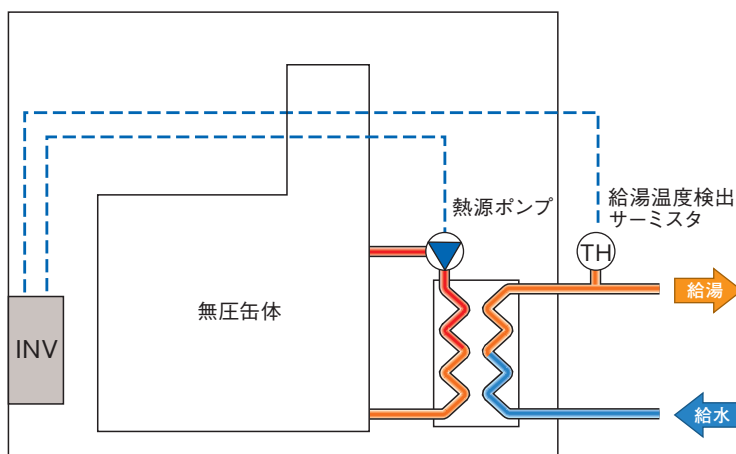 熱源ポンプ
給湯温度検出
サーミスタ
TH
給湯
無圧缶体
INV
給水